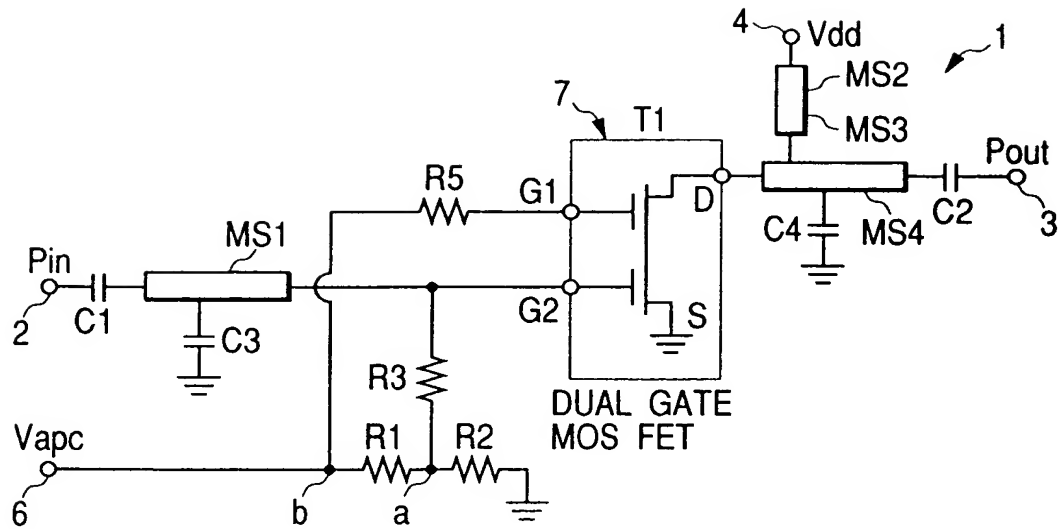 4
Vdd
1
MS2
MS3
7
T1
Pout
R5
G1
D
C2
3
C4
MS4
MS1
Pin
2
C1
C3
G2
S
R3
DUAL GATE
MOS FET
Vapc
R1
R2
6
b
a